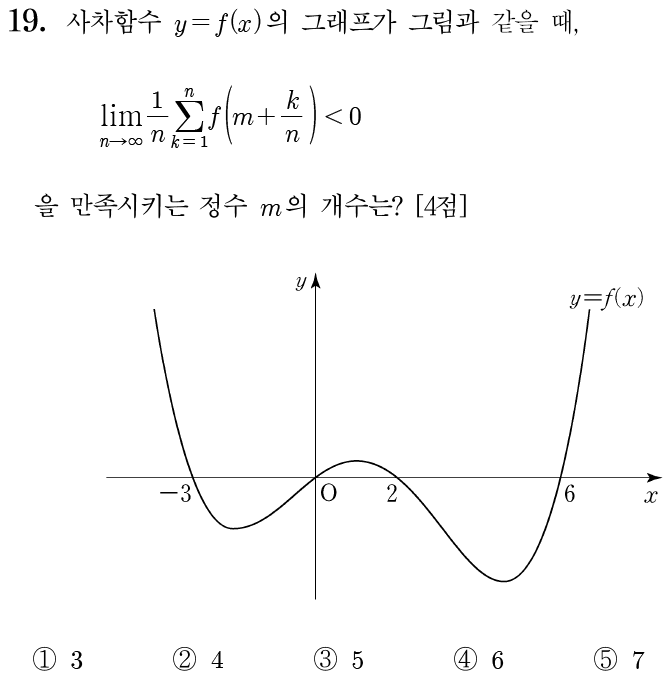 19. 사차함수 y=f(x)의 그래프가 그림과 같을 때,
lim_{n→∞} 1/n ∑_{k=1}^{n} f(m+k/n)<0
을 만족시키는 정수 m의 개수는? [4점]
y
y=f(x)
-3 O 2 6 x
① 3 ② 4 ③ 5 ④ 6 ⑤ 7